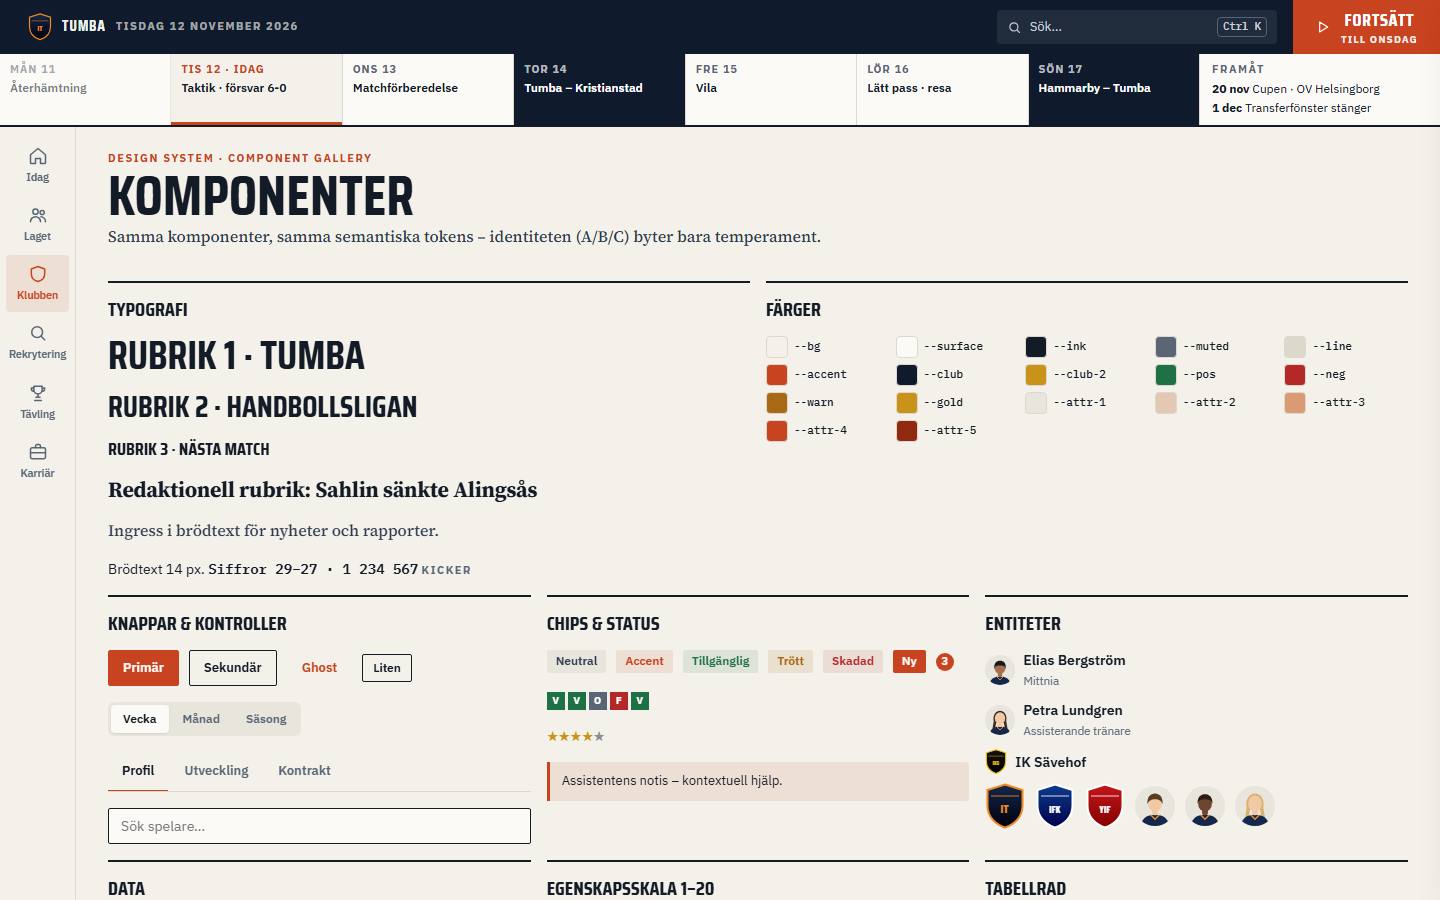 IT TUMBA TISDAG 12 NOVEMBER 2026
Sök... Ctrl K
FORTSÄTT
TILL ONSDAG
MÅN 11
Återhämtning
TIS 12 · IDAG
Taktik · försvar 6-0
ONS 13
Matchförberedelse
TOR 14
Tumba – Kristianstad
FRE 15
Vila
LÖR 16
Lätt pass · resa
SÖN 17
Hammarby – Tumba
FRAMÅT
20 nov Cupen · OV Helsingborg
1 dec Transferfönster stänger
Idag
Laget
Klubben
Rekrytering
Tävling
Karriär
DESIGN SYSTEM · COMPONENT GALLERY
KOMPONENTER
Samma komponenter, samma semantiska tokens – identiteten (A/B/C) byter bara temperament.
TYPOGRAFI
RUBRIK 1 · TUMBA
RUBRIK 2 · HANDBOLLSLIGAN
RUBRIK 3 · NÄSTA MATCH
Redaktionell rubrik: Sahlin sänkte Alingsås
Ingress i brödtext för nyheter och rapporter.
Brödtext 14 px. Siffror 29–27 · 1 234 567 KICKER
FÄRGER
--bg --surface --ink --muted --line
--accent --club --club-2 --pos --neg
--warn --gold --attr-1 --attr-2 --attr-3
--attr-4 --attr-5
KNAPPAR & KONTROLLER
Primär Sekundär Ghost Liten
Vecka Månad Säsong
Profil Utveckling Kontrakt
Sök spelare...
CHIPS & STATUS
Neutral Accent Tillgänglig Trött Skadad Ny 3
V V O F V
★★★★★
Assistentens notis – kontextuell hjälp.
ENTITETER
Elias Bergström
Mittnia
Petra Lundgren
Assisterande tränare
IK Sävehof
IT IFK YIF
DATA
EGENSKAPSSKALA 1–20
TABELLRAD